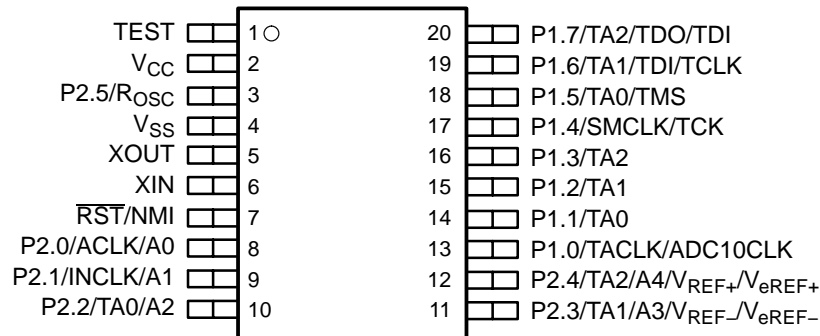 TEST 1 20 P1.7/TA2/TDO/TDI
VCC 2 19 P1.6/TA1/TDI/TCLK
P2.5/ROSC 3 18 P1.5/TA0/TMS
VSS 4 17 P1.4/SMCLK/TCK
XOUT 5 16 P1.3/TA2
XIN 6 15 P1.2/TA1
RST/NMI 7 14 P1.1/TA0
P2.0/ACLK/A0 8 13 P1.0/TACLK/ADC10CLK
P2.1/INCLK/A1 9 12 P2.4/TA2/A4/VREF+/VeREF+
P2.2/TA0/A2 10 11 P2.3/TA1/A3/VREF−/VeREF−